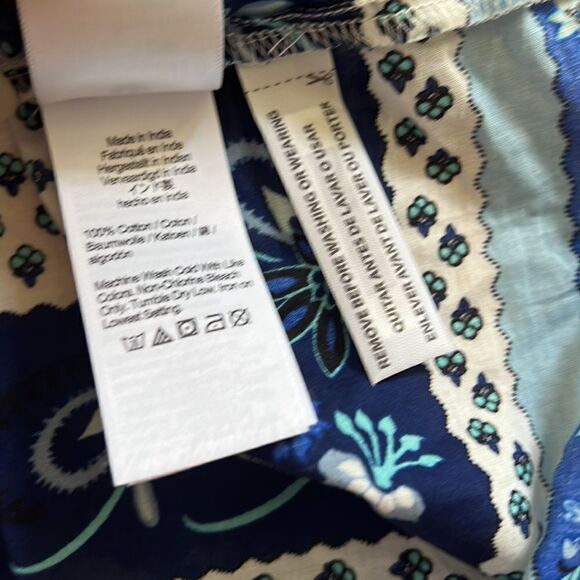 Made in India
Fabriqué en Inde
Hergestellt in Indien
Vervaardigd in India
インド製
hecho en India
100% Cotton / Coton /
Baumwolle / Katoen / 綿 /
algodón
Machine Wash Cold With Like
Colors, Non-Chlorine Bleach
Only, Tumble Dry Low. Iron on
Lowest Setting.
REMOVE BEFORE WASHING OR WEARING
QUITAR ANTES DE LAVAR O USAR
ENLEVER AVANT DE LAVER OU PORTER